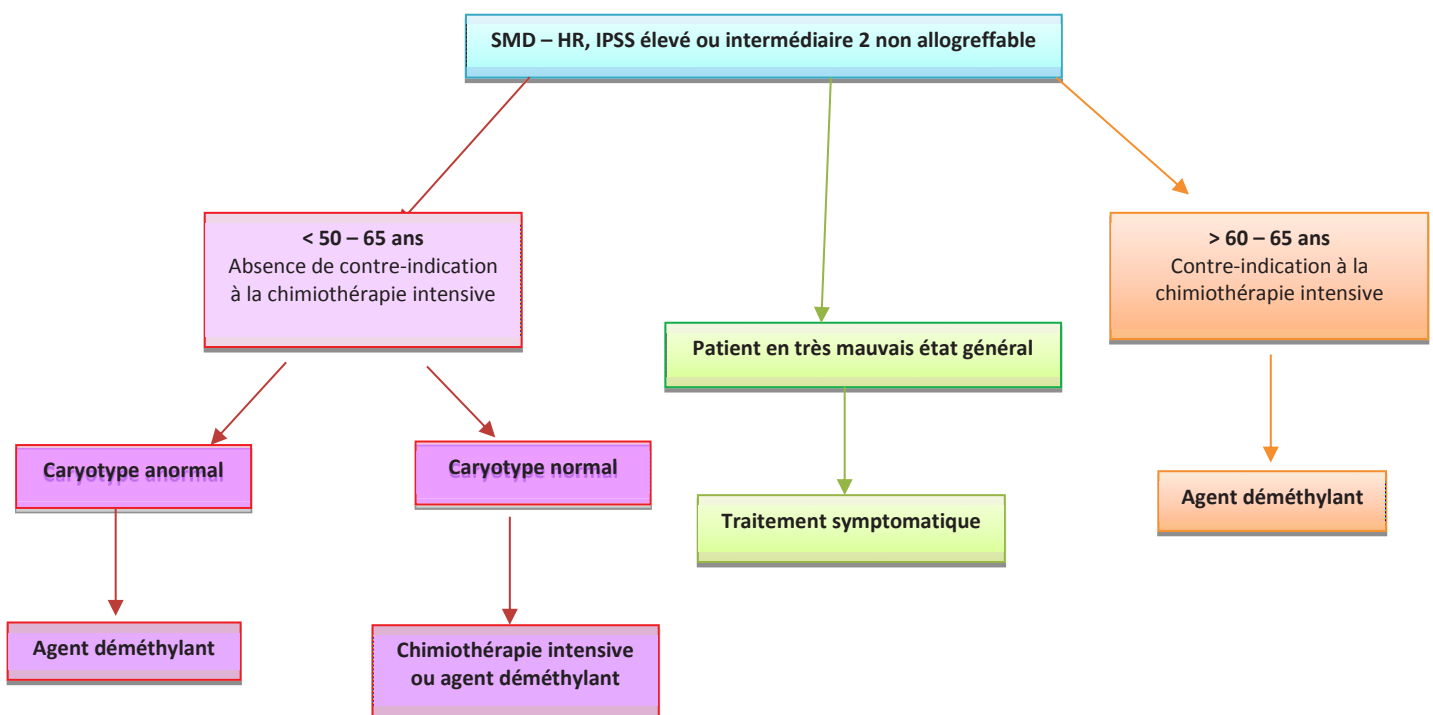 SMD – HR, IPSS élevé ou intermédiaire 2 non allogreffable
< 50 – 65 ans
Absence de contre-indication
à la chimiothérapie intensive
> 60 – 65 ans
Contre-indication à la
chimiothérapie intensive
Patient en très mauvais état général
Caryotype anormal
Caryotype normal
Traitement symptomatique
Agent déméthylant
Agent déméthylant
Chimiothérapie intensive
ou agent déméthylant